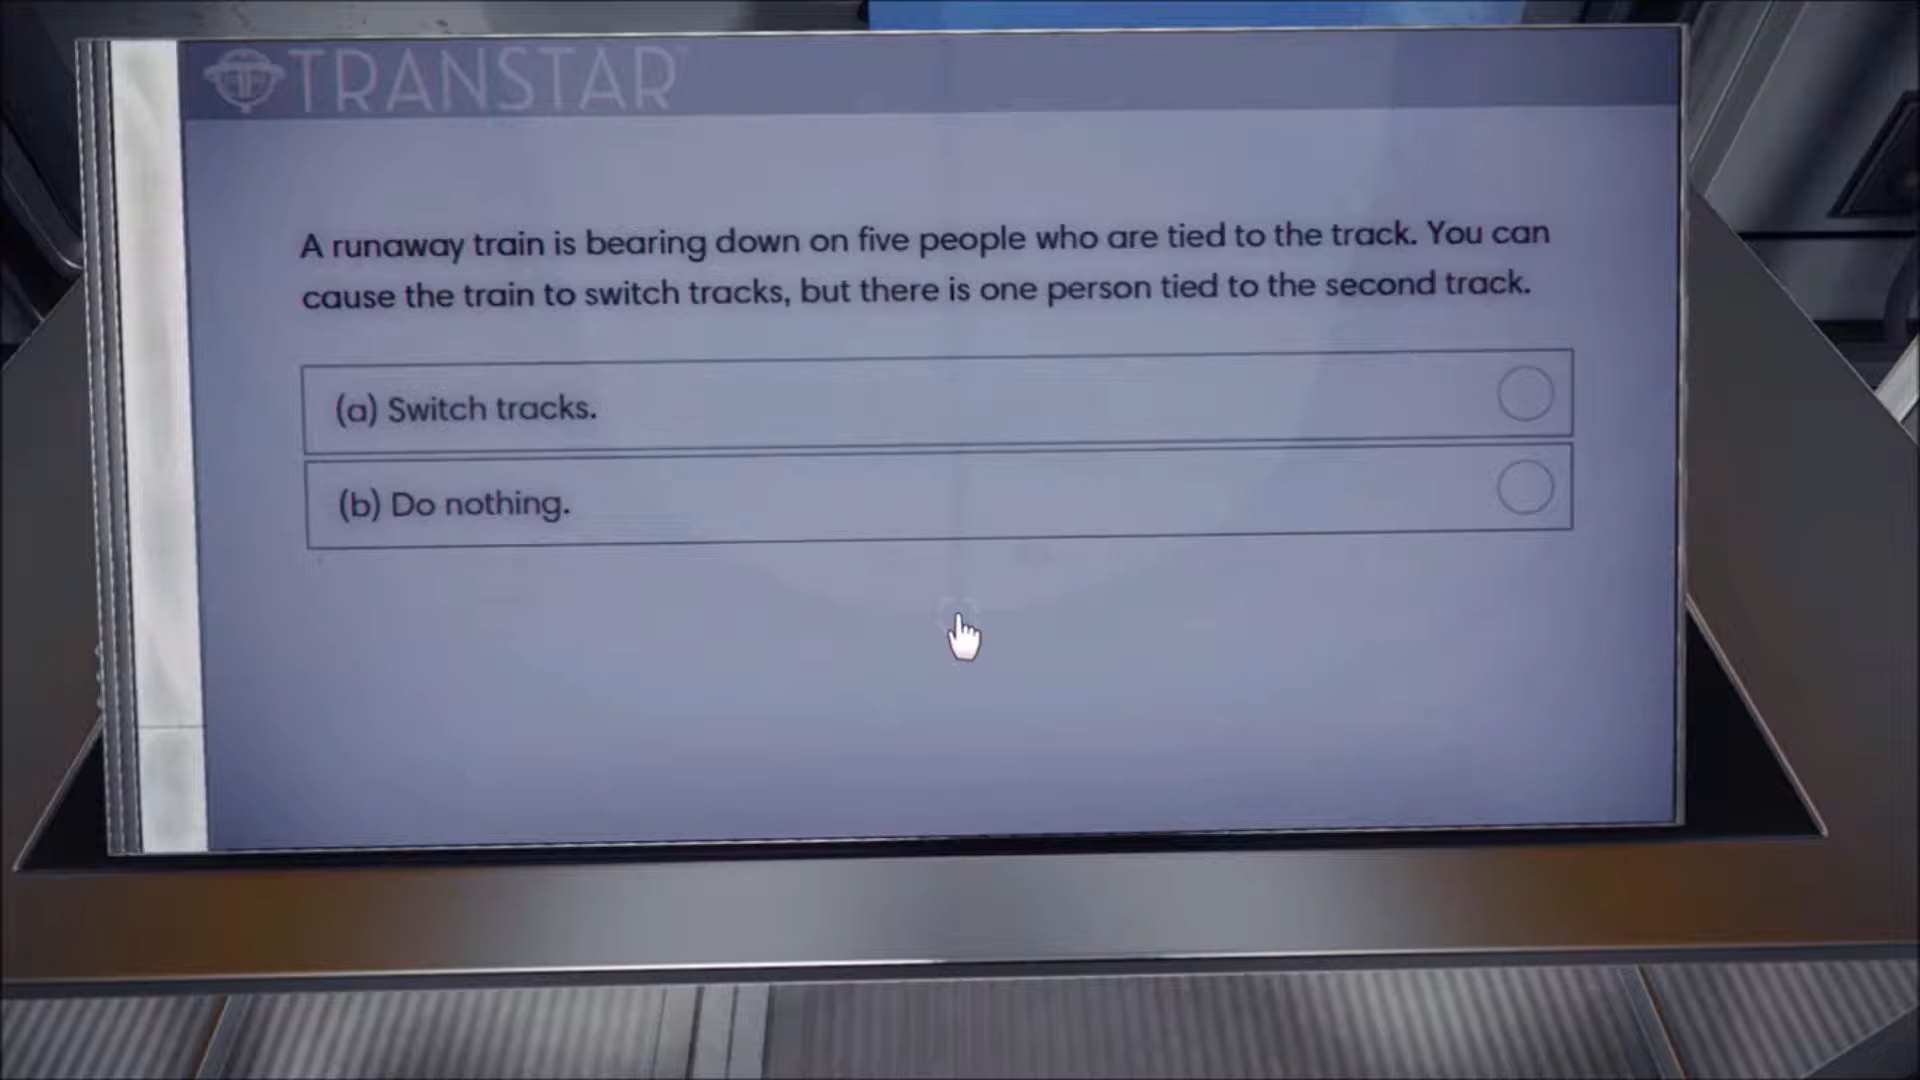 TRANSTAR
A runaway train is bearing down on five people who are tied to the track. You can
cause the train to switch tracks, but there is one person tied to the second track.
(a) Switch tracks.
(b) Do nothing.